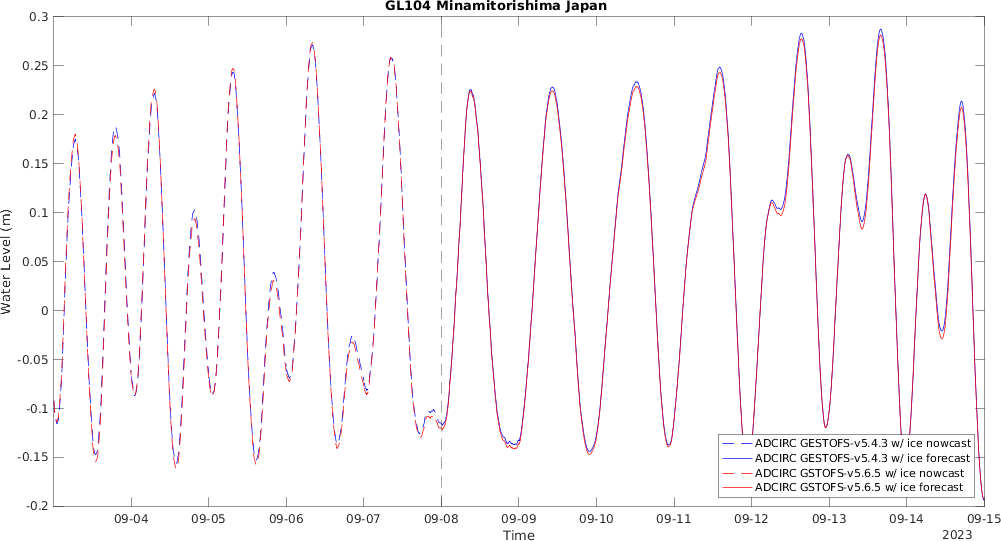 GL104 Minamitorishima Japan
0.3
0.25
0.2
0.15
0.1
0.05
0
-0.05
-0.1
-0.15
-0.2
Water Level (m)
ADCIRC GESTOFS-v5.4.3 w/ ice nowcast
ADCIRC GESTOFS-v5.4.3 w/ ice forecast
ADCIRC GSTOFS-v5.6.5 w/ ice nowcast
ADCIRC GSTOFS-v5.6.5 w/ ice forecast
09-04 09-05 09-06 09-07 09-08 09-09 09-10 09-11 09-12 09-13 09-14 09-15
Time
2023